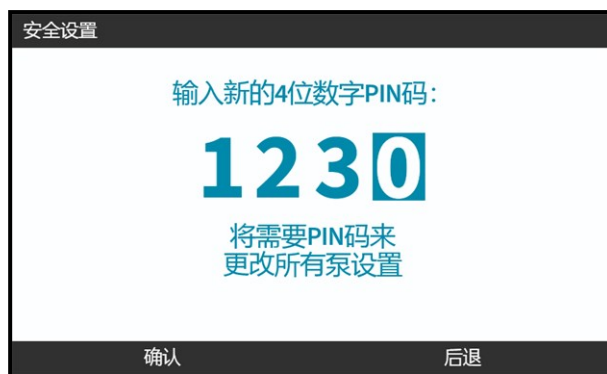 安全设置
输入新的4位数字PIN码：
1230
将需要PIN码来
更改所有泵设置
确认 后退